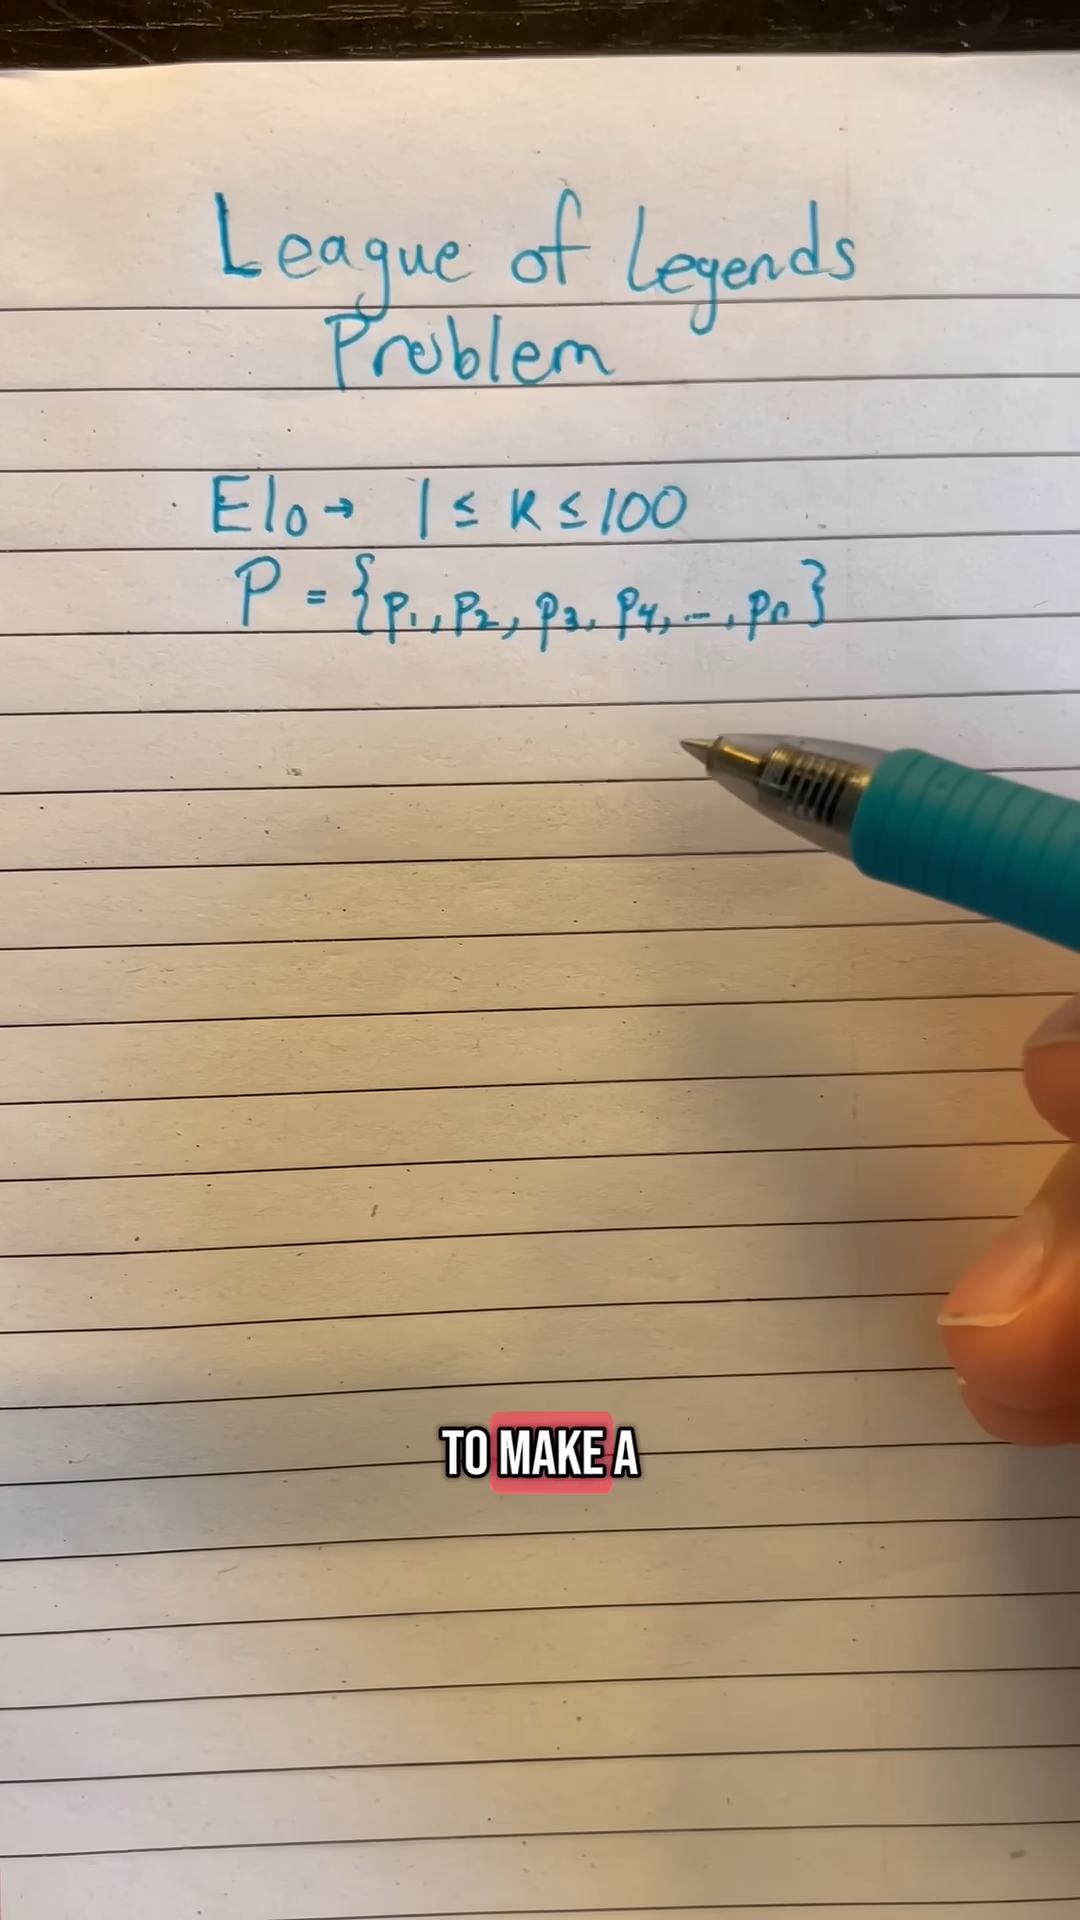 League of Legends
Problem
Elo → 1 ≤ K ≤ 100
P = {p₁, p₂, p₃, p₄, ..., pₙ}
TO MAKE A